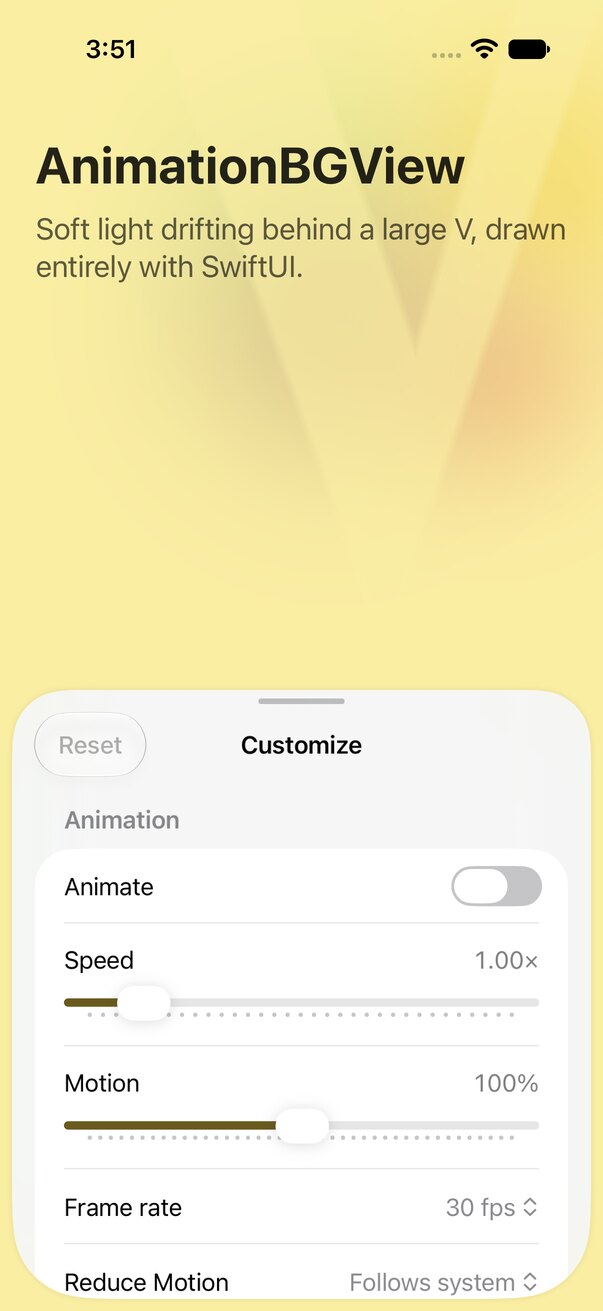 3:51
AnimationBGView
Soft light drifting behind a large V, drawn
entirely with SwiftUI.
Reset
Customize
Animation
Animate
Speed
1.00×
Motion
100%
Frame rate
30 fps
Reduce Motion
Follows system